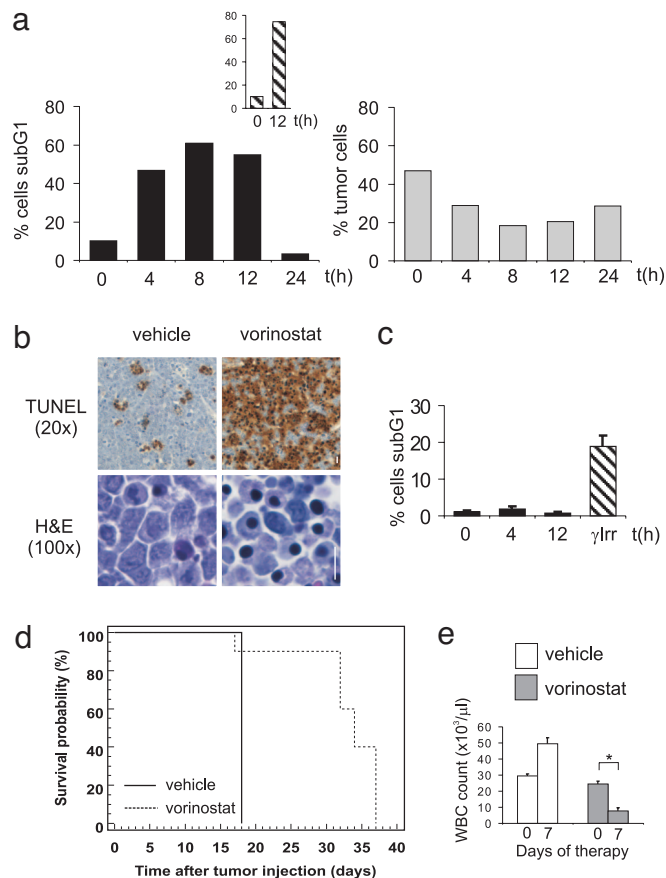 a
80
60
40
20
0
0 12 t(h)
% cells subG1
80
60
40
20
0
0 4 8 12 24 t(h)
% tumor cells
80
60
40
20
0
0 4 8 12 24 t(h)
b
vehicle vorinostat
TUNEL
(20x)
H&E
(100x)
c
% cells subG1
30
20
10
0
0 4 12 γIrr t(h)
d
Survival probability (%)
100
80
60
40
20
0
vehicle
vorinostat
0 5 10 15 20 25 30 35 40
Time after tumor injection (days)
e
vehicle
vorinostat
WBC count (x10³/µl)
60
50
40
30
20
10
0
*
0 7 0 7
Days of therapy